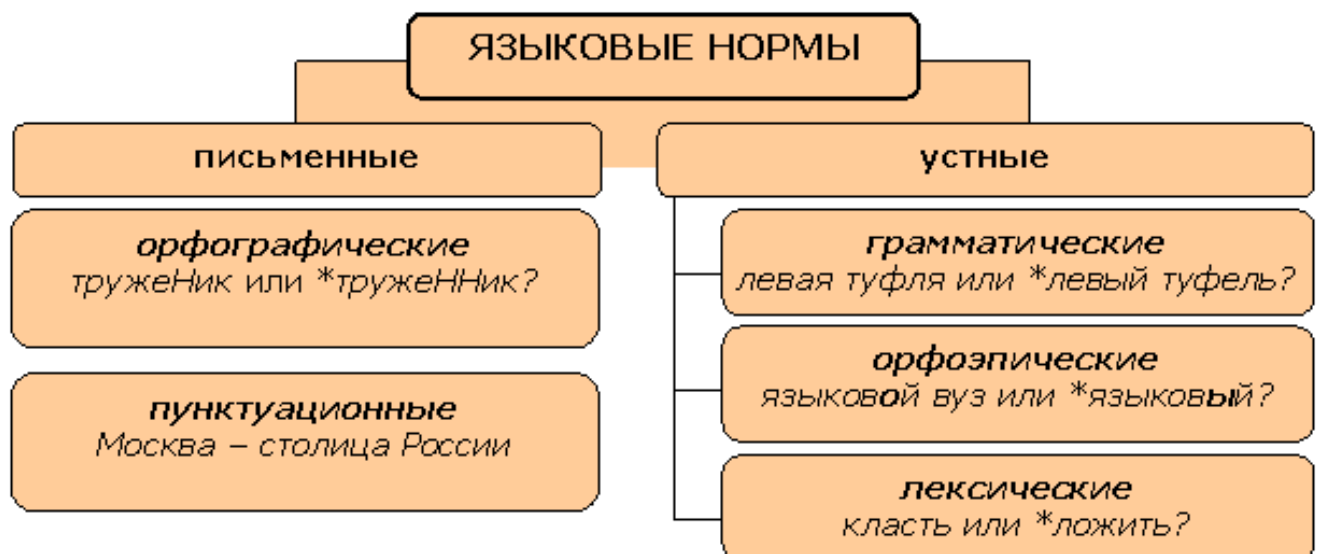 ЯЗЫКОВЫЕ НОРМЫ
письменные
орфографические
тружеНик или *тружеННик?
пунктуационные
Москва – столица России
устные
грамматические
левая туфля или *левый туфель?
орфоэпические
языковой вуз или *языковый?
лексические
класть или *ложить?